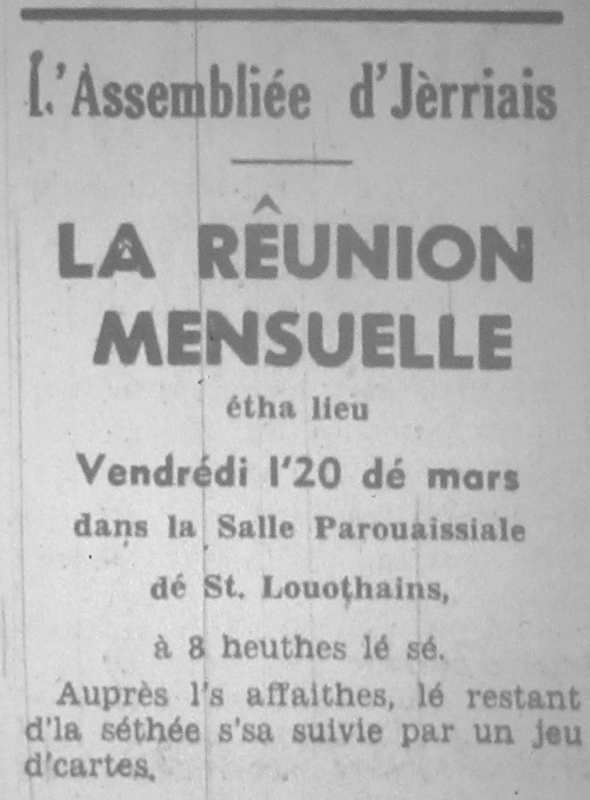 L'Assembliée d'Jèrriais
LA RÊUNION
MENSUELLE
étha lieu
Vendrédi l'20 dé mars
dans la Salle Parouaissiale
dé St. Louothains,
à 8 heuthes lé sé.
Auprès l's affaithes, lé restant
d'la séthée s'sa suivie par un jeu
d'cartes.